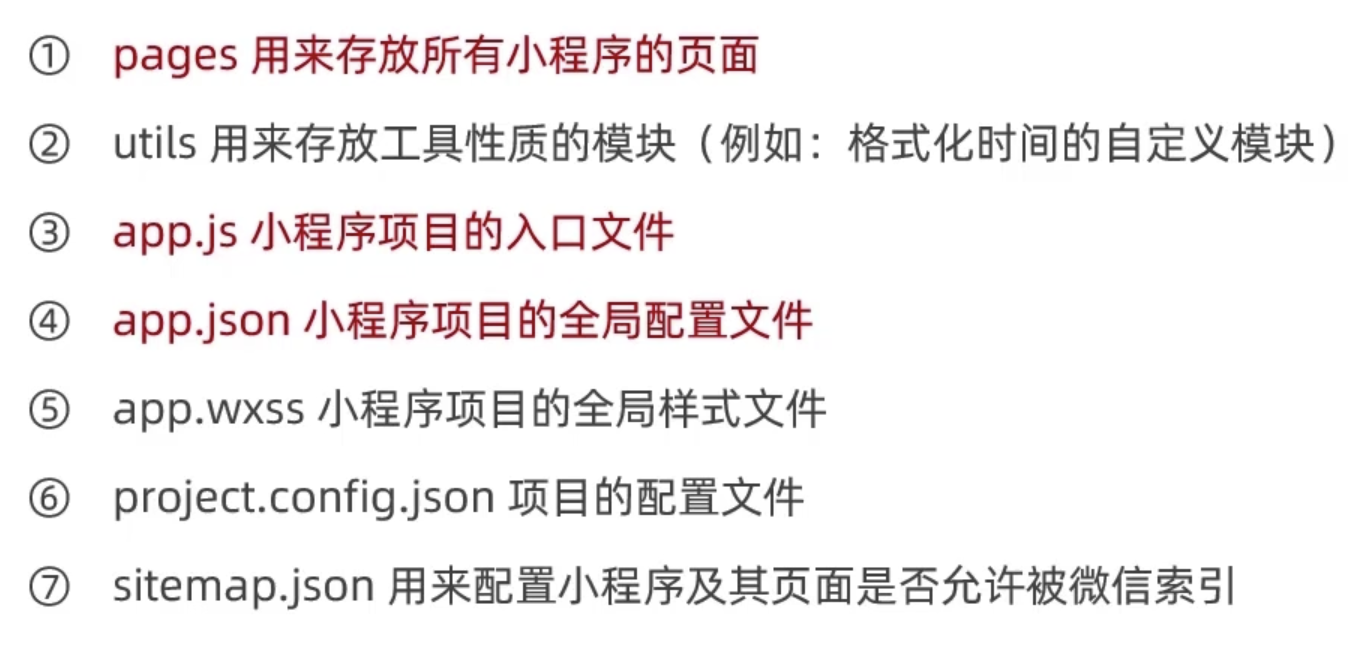 ① pages 用来存放所有小程序的页面
② utils 用来存放工具性质的模块（例如：格式化时间的自定义模块）
③ app.js 小程序项目的入口文件
④ app.json 小程序项目的全局配置文件
⑤ app.wxss 小程序项目的全局样式文件
⑥ project.config.json 项目的配置文件
⑦ sitemap.json 用来配置小程序及其页面是否允许被微信索引